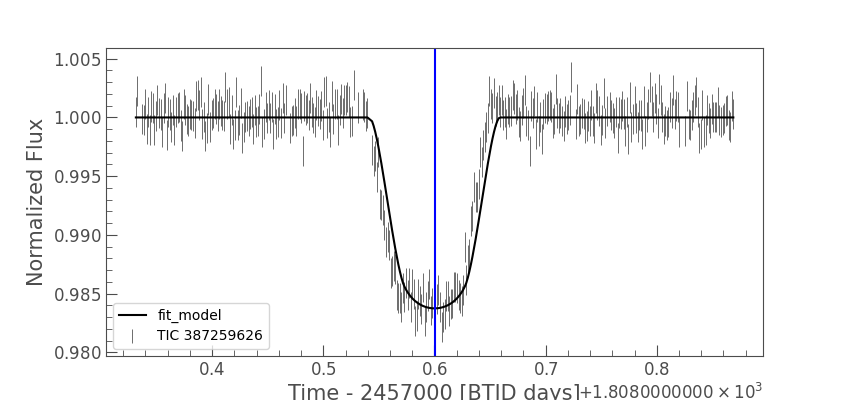 1.005
1.000
0.995
0.990
0.985
0.980
Normalized Flux
fit_model
TIC 387259626
0.4 0.5 0.6 0.7 0.8
Time - 2457000 [BTJD days]
+1.8080000000 × 10³